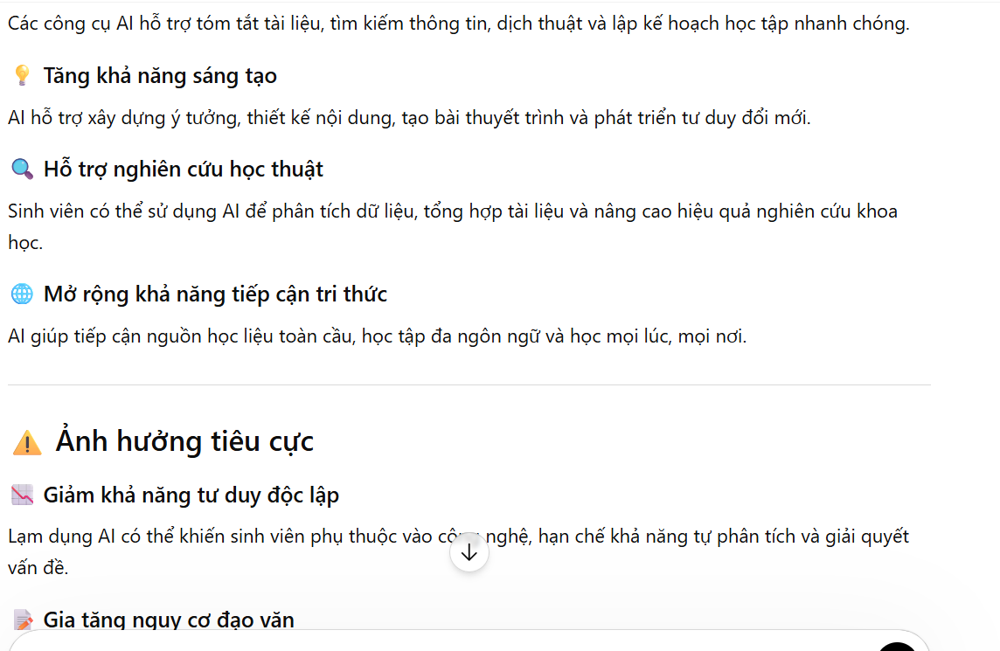 Các công cụ AI hỗ trợ tóm tắt tài liệu, tìm kiếm thông tin, dịch thuật và lập kế hoạch học tập nhanh chóng.
Tăng khả năng sáng tạo
AI hỗ trợ xây dựng ý tưởng, thiết kế nội dung, tạo bài thuyết trình và phát triển tư duy đổi mới.
Hỗ trợ nghiên cứu học thuật
Sinh viên có thể sử dụng AI để phân tích dữ liệu, tổng hợp tài liệu và nâng cao hiệu quả nghiên cứu khoa
học.
Mở rộng khả năng tiếp cận tri thức
AI giúp tiếp cận nguồn học liệu toàn cầu, học tập đa ngôn ngữ và học mọi lúc, mọi nơi.
Ảnh hưởng tiêu cực
Giảm khả năng tư duy độc lập
Lạm dụng AI có thể khiến sinh viên phụ thuộc vào công nghệ, hạn chế khả năng tự phân tích và giải quyết
vấn đề.
Gia tăng nguy cơ đạo văn